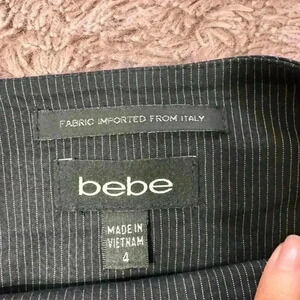 FABRIC IMPORTED FROM ITALY
bebe
MADE IN
VIETNAM
4